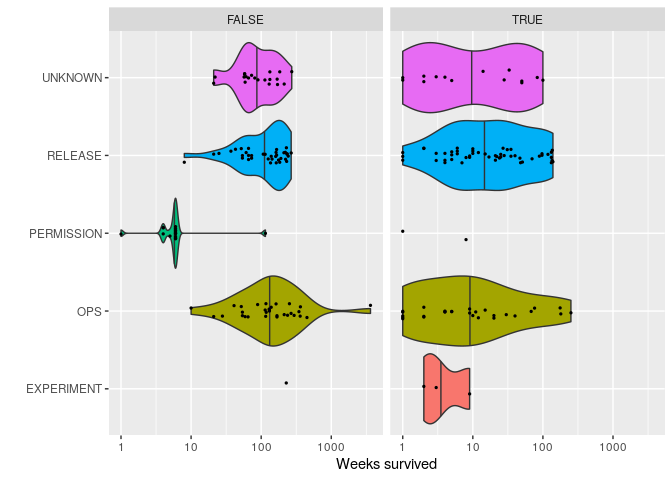 FALSE TRUE
UNKNOWN
RELEASE
PERMISSION
OPS
EXPERIMENT
1 10 100 1000 1 10 100 1000
Weeks survived